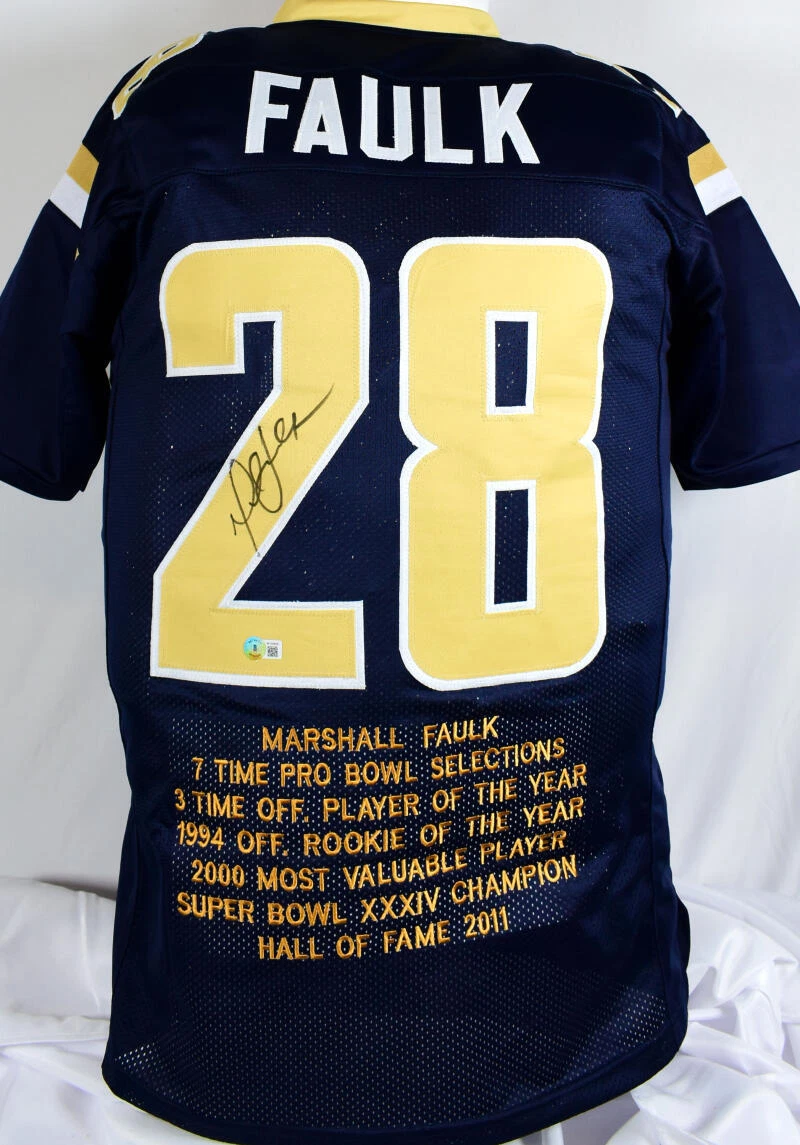 FAULK
28
MARSHALL FAULK
7 TIME PRO BOWL SELECTIONS
3 TIME OFF. PLAYER OF THE YEAR
1994 OFF. ROOKIE OF THE YEAR
2000 MOST VALUABLE PLAYER
SUPER BOWL XXXIV CHAMPION
HALL OF FAME 2011